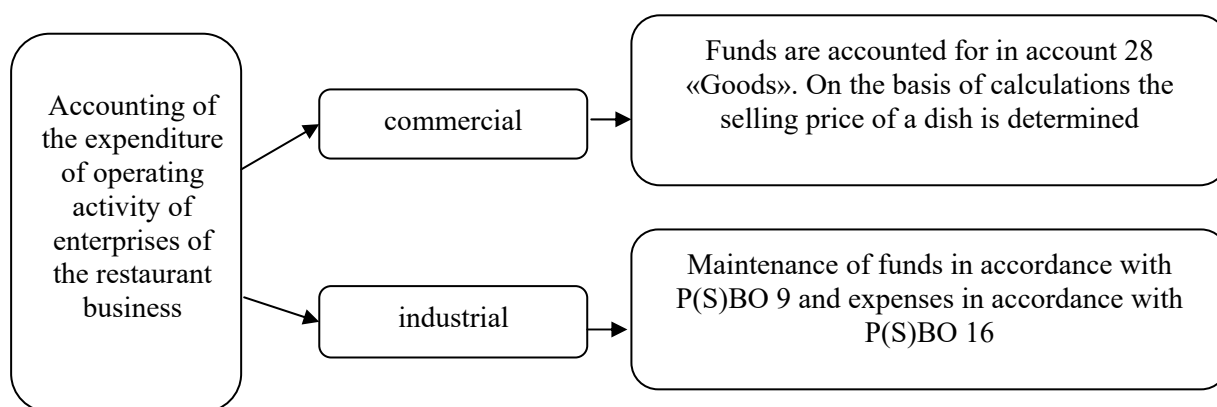 Accounting of
the expenditure
of operating
activity of
enterprises of
the restaurant
business
commercial
Funds are accounted for in account 28
«Goods». On the basis of calculations the
selling price of a dish is determined
industrial
Maintenance of funds in accordance with
P(S)BO 9 and expenses in accordance with
P(S)BO 16